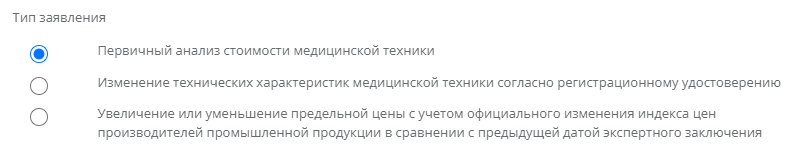 Тип заявления
Первичный анализ стоимости медицинской техники
Изменение технических характеристик медицинской техники согласно регистрационному удостоверению
Увеличение или уменьшение предельной цены с учетом официального изменения индекса цен
производителей промышленной продукции в сравнении с предыдущей датой экспертного заключения